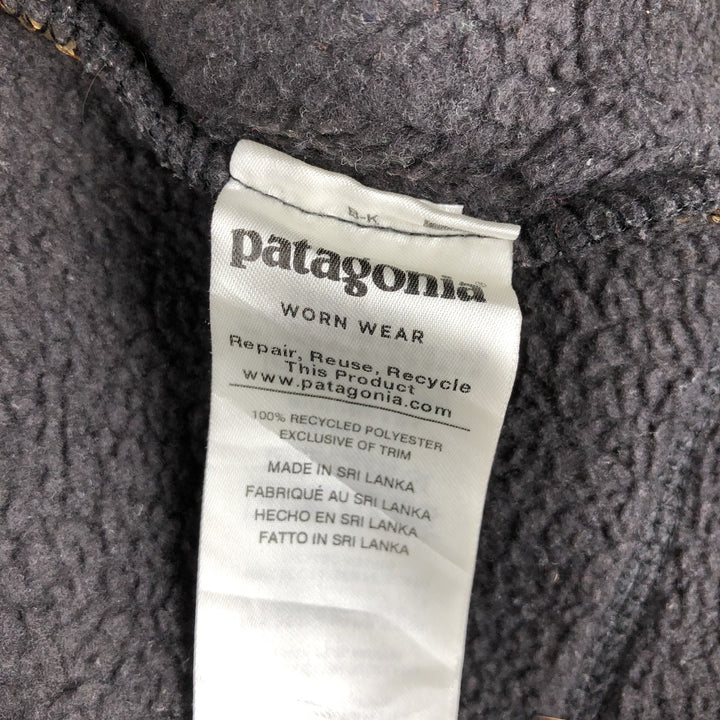 B-K
patagonia
WORN WEAR
Repair, Reuse, Recycle
This Product
www.patagonia.com
100% RECYCLED POLYESTER
EXCLUSIVE OF TRIM
MADE IN SRI LANKA
FABRIQUÉ AU SRI LANKA
HECHO EN SRI LANKA
FATTO IN SRI LANKA